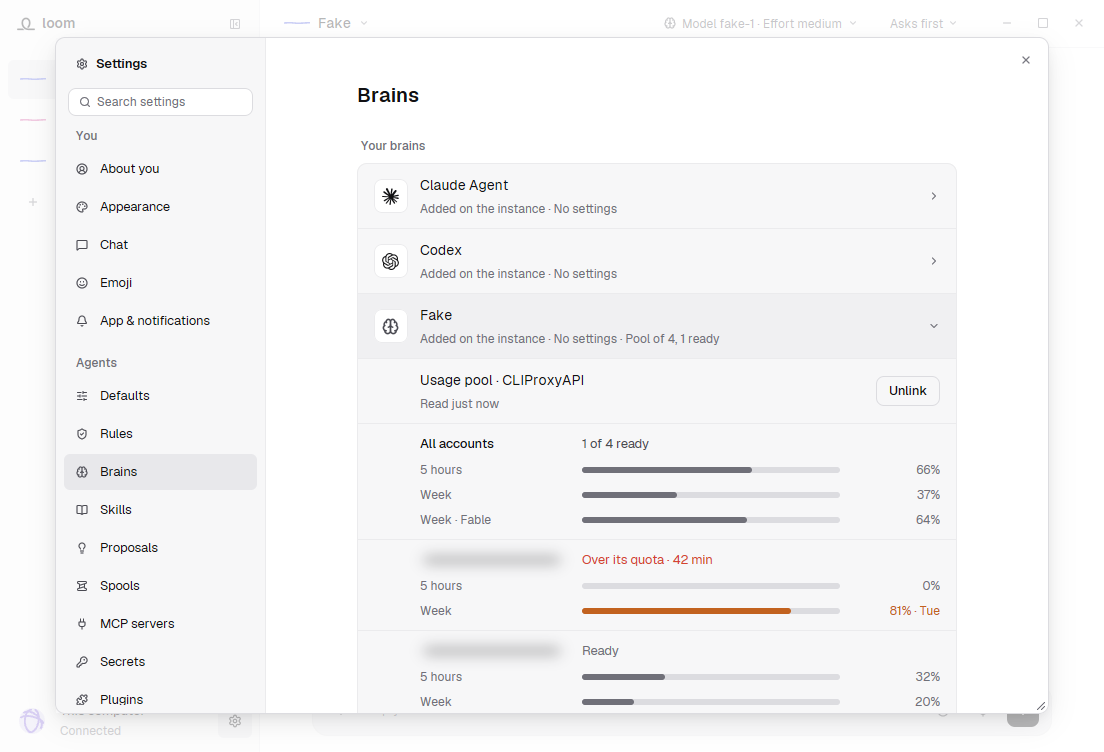 loom
Fake
Model fake-1 · Effort medium
Asks first
Settings
Search settings
You
About you
Appearance
Chat
Emoji
App & notifications
Agents
Defaults
Rules
Brains
Skills
Proposals
Spools
MCP servers
Secrets
Plugins
Connected
Brains
Your brains
Claude Agent
Added on the instance · No settings
Codex
Added on the instance · No settings
Fake
Added on the instance · No settings · Pool of 4, 1 ready
Usage pool · CLIProxyAPI
Read just now
Unlink
All accounts 1 of 4 ready
5 hours 66%
Week 37%
Week · Fable 64%
Over its quota · 42 min
5 hours 0%
Week 81% · Tue
Ready
5 hours 32%
Week 20%